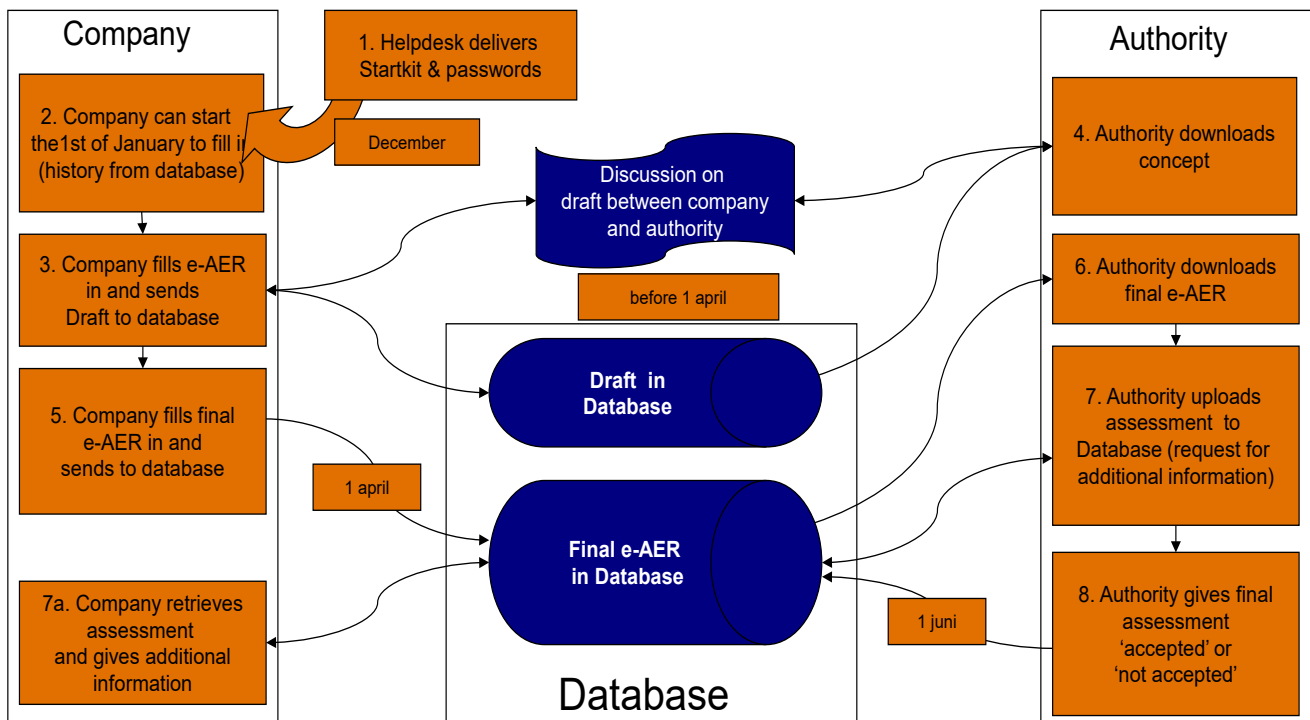 Company
1. Helpdesk delivers
Startkit & passwords
December
2. Company can start
the1st of January to fill in
(history from database)
3. Company fills e-AER
in and sends
Draft to database
5. Company fills final
e-AER in and
sends to database
1 april
7a. Company retrieves
assessment
and gives additional
information
Discussion on
draft between company
and authority
before 1 april
Draft in
Database
Final e-AER
in Database
Database
Authority
4. Authority downloads
concept
6. Authority downloads
final e-AER
7. Authority uploads
assessment to
Database (request for
additional information)
1 juni
8. Authority gives final
assessment
‘accepted’ or
‘not accepted’